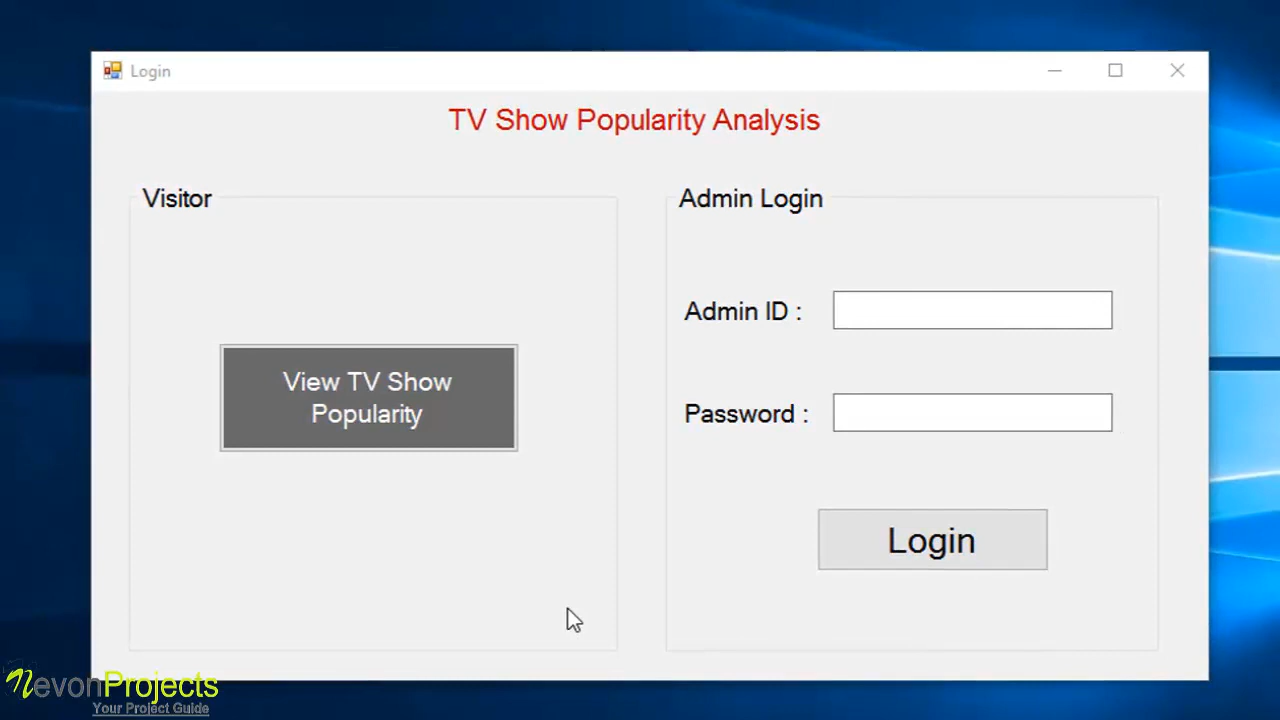 Login
TV Show Popularity Analysis
Visitor
View TV Show
Popularity
Admin Login
Admin ID :
Password :
Login
NevonProjects
Your Project Guide